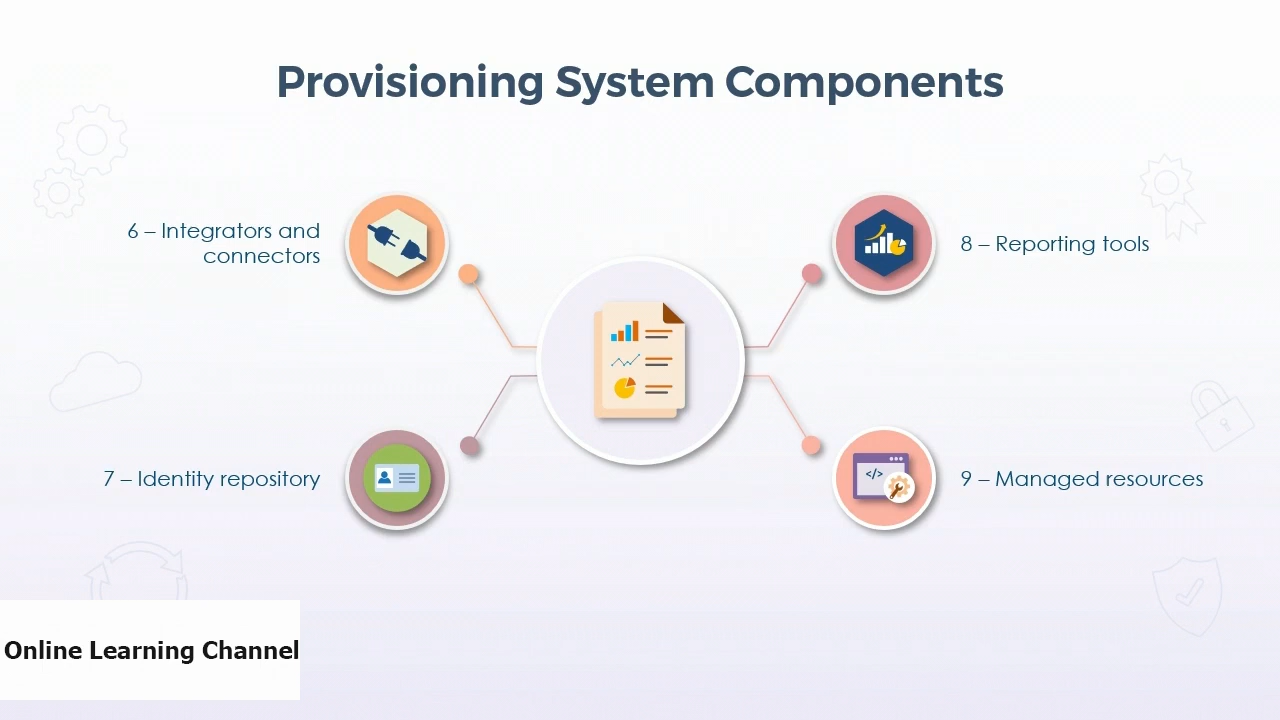 Provisioning System Components
6 – Integrators and
connectors
8 – Reporting tools
7 – Identity repository
9 – Managed resources
Online Learning Channel